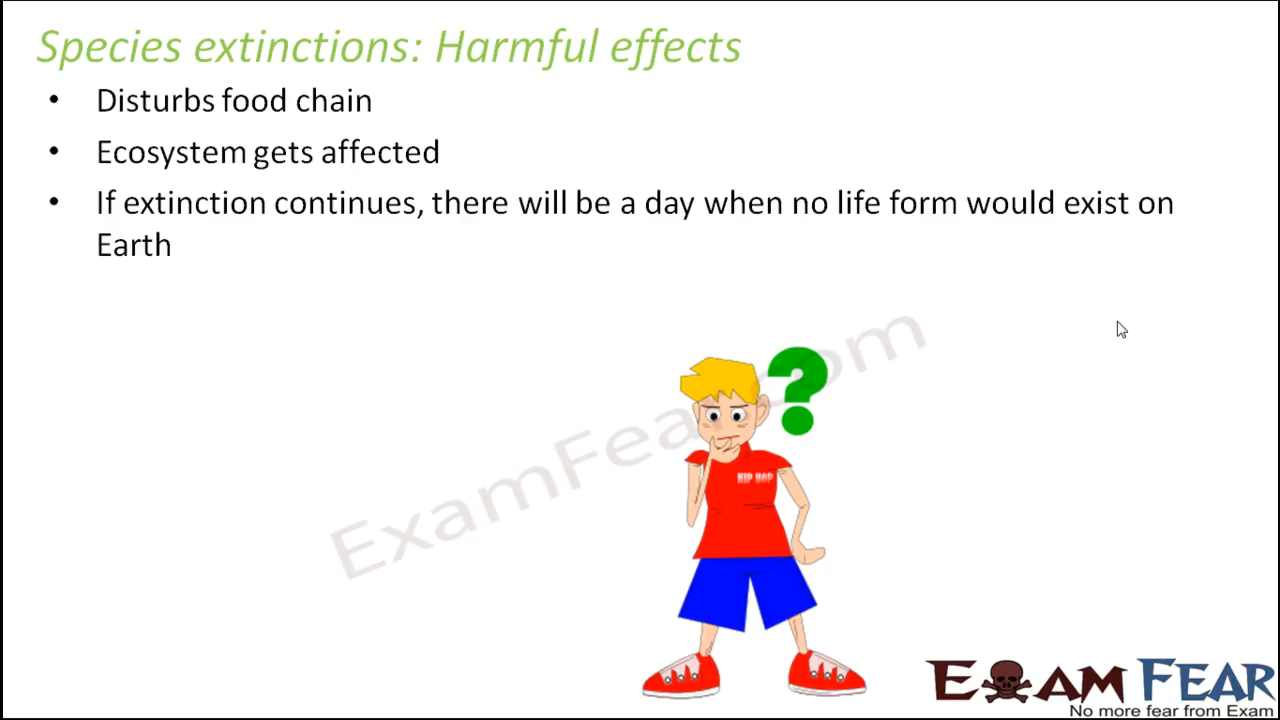 Species extinctions: Harmful effects
• Disturbs food chain
• Ecosystem gets affected
• If extinction continues, there will be a day when no life form would exist on
Earth
ExamFear.com
HIP HOP
EXAM FEAR
No more fear from Exam